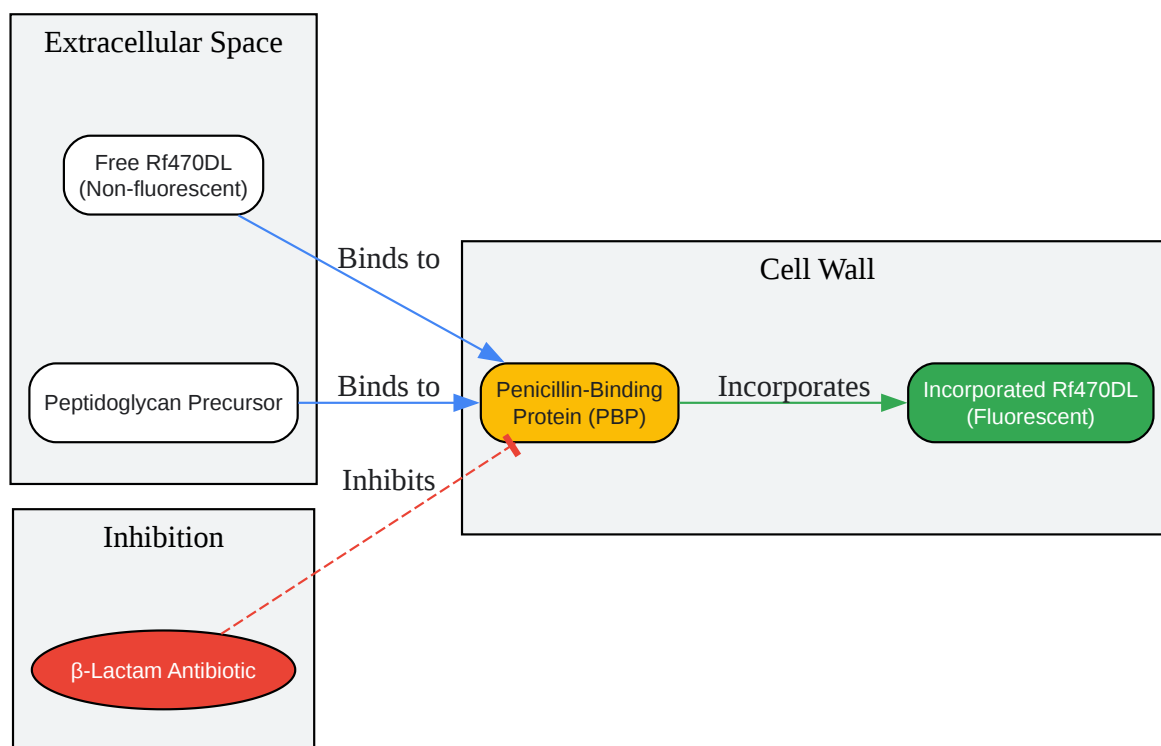 Extracellular Space
Free Rf470DL
(Non-fluorescent)
Binds to
Cell Wall
Peptidoglycan Precursor
Binds to
Penicillin-Binding
Protein (PBP)
Incorporates
Incorporated Rf470DL
(Fluorescent)
Inhibits
Inhibition
β-Lactam Antibiotic